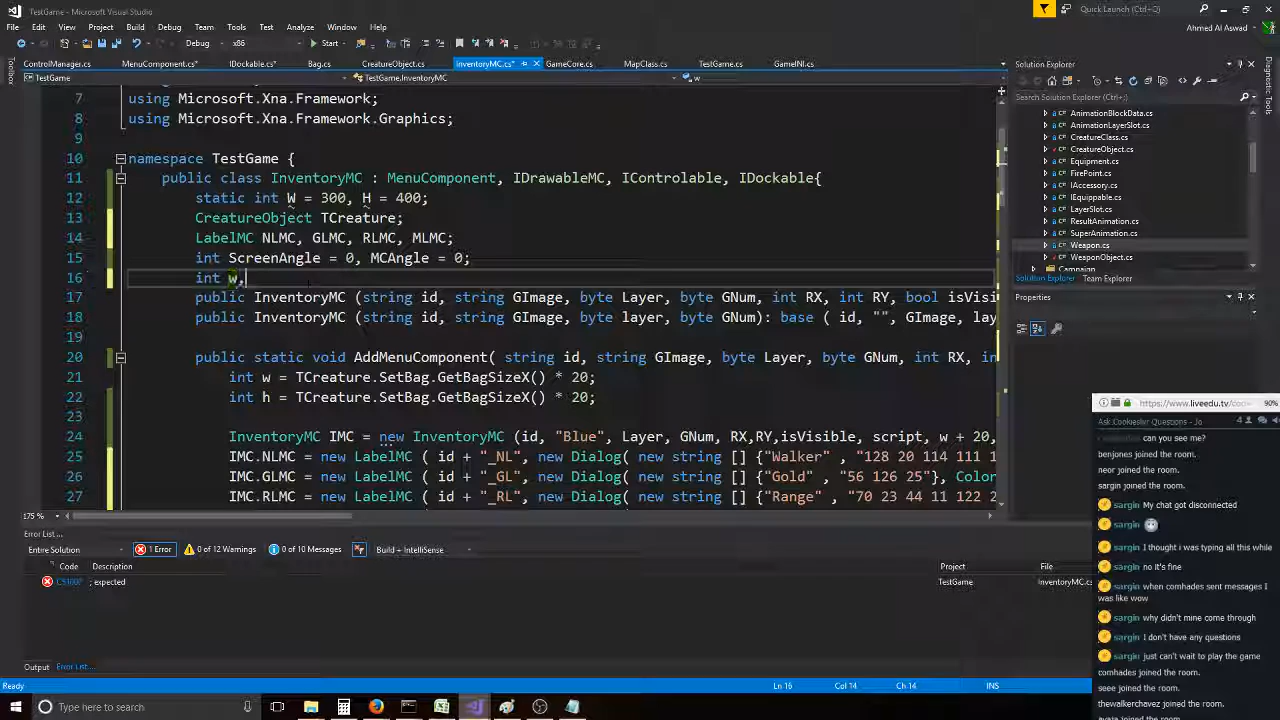 TestGame - Microsoft Visual Studio
Quick Launch (Ctrl+;)
File Edit View Project Build Debug Team Tools Test Analyze Window Help
Ahmed Al Aswad
Debug x86 Start
ControlManager.cs MenuComponent.cs* IDockable.cs* Bag.cs CreatureObject.cs InventoryMC.cs* GameCore.cs MapClass.cs TestGame.cs GameINI.cs
TestGame TestGame.InventoryMC w
Toolbox
7 using Microsoft.Xna.Framework;
8 using Microsoft.Xna.Framework.Graphics;
9
10 namespace TestGame {
11 public class InventoryMC : MenuComponent, IDrawableMC, IControlable, IDockable{
12 static int W = 300, H = 400;
13 CreatureObject TCreature;
14 LabelMC NLMC, GLMC, RLMC, MLMC;
15 int ScreenAngle = 0, MCAngle = 0;
16 int w,
17 public InventoryMC (string id, string GImage, byte Layer, byte GNum, int RX, int RY, bool isVisi
18 public InventoryMC (string id, string GImage, byte layer, byte GNum): base ( id, "", GImage, lay
19
20 public static void AddMenuComponent( string id, string GImage, byte Layer, byte GNum, int RX, in
21 int w = TCreature.SetBag.GetBagSizeX() * 20;
22 int h = TCreature.SetBag.GetBagSizeX() * 20;
23
24 InventoryMC IMC = new InventoryMC (id, "Blue", Layer, GNum, RX,RY,isVisible, script, w + 20,
25 IMC.NLMC = new LabelMC ( id + "_NL", new Dialog( new string [] {"Walker" , "128 20 114 111 1
26 IMC.GLMC = new LabelMC ( id + "_GL", new Dialog( new string [] {"Gold" , "56 126 25"}, Color
27 IMC.RLMC = new LabelMC ( id + "_RL", new Dialog( new string [] {"Range" , "70 23 44 11 122 2
175 %
Solution Explorer
Search Solution Explorer (Ctrl+;)
AnimationBlockData.cs
AnimationLayerSlot.cs
CreatureClass.cs
CreatureObject.cs
Equipment.cs
FirePoint.cs
IAccessory.cs
IEquippable.cs
LayerSlot.cs
ResultAnimation.cs
SuperAnimation.cs
Weapon.cs
WeaponObject.cs
Campaign
Solution Explorer Team Explorer
Properties
Diagnostic Tools
Error List ...
Entire Solution 1 Error 0 of 12 Warnings 0 of 10 Messages Build + IntelliSense
Code Description Project File
; expected TestGame InventoryMC.cs
Output Error List ...
Ready Ln 16 Col 14 Ch 14 INS
Type here to search
https://www.liveedu.tv/ 90%
Ask Questions - Jo 4
can you see me?
benjones joined the room.
neor joined the room.
sargin joined the room.
sargin My chat got disconnected
sargin
sargin I thought i was typing all this while
sargin no it's fine
sargin when comhades sent messages I
was like wow
sargin why didn't mine come through
sargin I don't have any questions
sargin just can't wait to play the game
comhades joined the room.
seee joined the room.
thewalkerchavez joined the room.
joined the room.